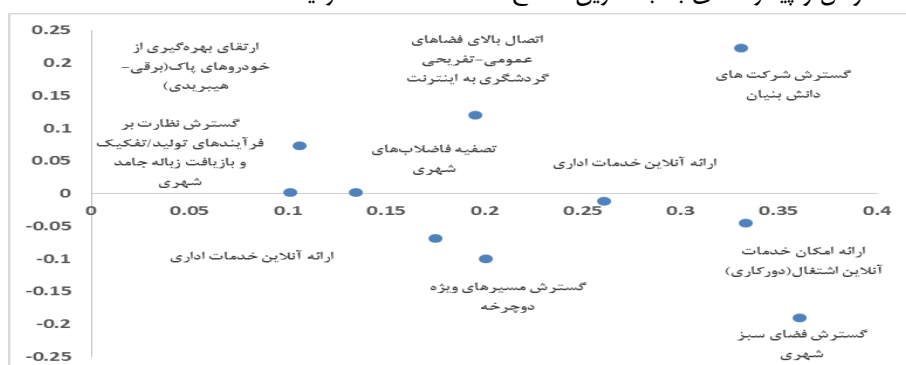 0.25
0.2
0.15
0.1
0.05
0
-0.05
-0.1
-0.15
-0.2
-0.25
0
0.05
0.1
0.15
0.2
0.25
0.3
0.35
0.4
ارتقای بهره‌گیری از
خودروهای پاک(برقی-
هیبریدی)
اتصال بالای فضاهای
عمومی-تفریحی
گردشگری به اینترنت
گسترش شرکت های
دانش بنیان
گسترش نظارت بر
فرآیندهای تولید/تفکیک
و بازیافت زباله جامد
شهری
تصفیه فاضلاب‌های
شهری
ارائه آنلاین خدمات اداری
ارائه آنلاین خدمات اداری
گسترش مسیرهای ویژه
دوچرخه
ارائه امکان خدمات
آنلاین اشتغال(دورکاری)
گسترش فضای سبز
شهری